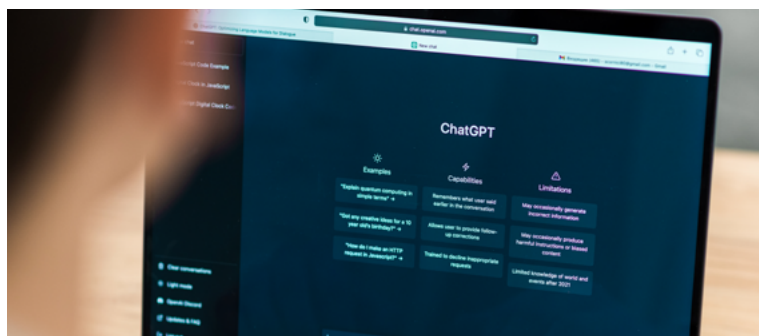 chat.openai.com
New chat
ChatGPT
Examples
"Explain quantum computing in
simple terms" →
"Got any creative ideas for a 10
year old's birthday?" →
"How do I make an HTTP
request in Javascript?" →
Capabilities
Remembers what user said
earlier in the conversation
Allows user to provide follow-
up corrections
Trained to decline inappropriate
requests
Limitations
May occasionally generate
incorrect information
May occasionally produce
harmful instructions or biased
content
Limited knowledge of world and
events after 2021
Clear conversations
Light mode
OpenAI Discord
Updates & FAQ